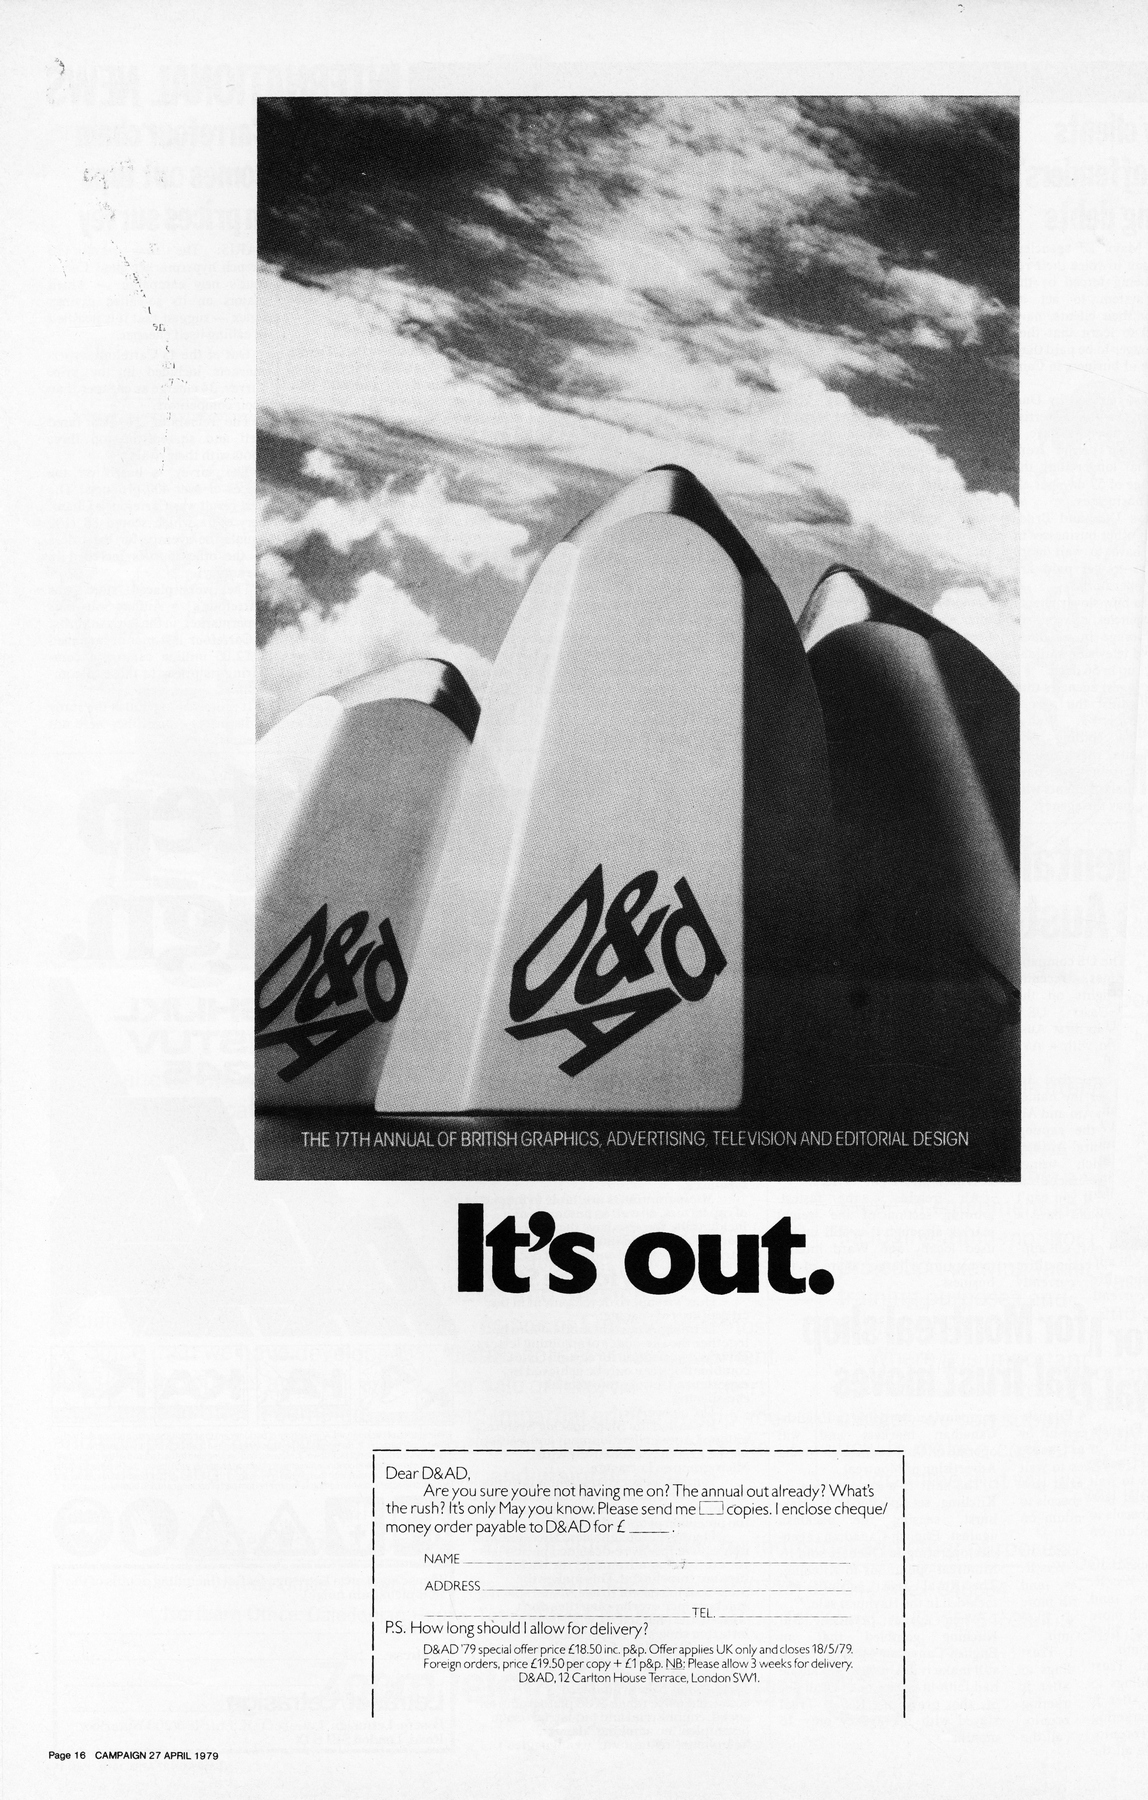 D&AD
D&AD
THE 17TH ANNUAL OF BRITISH GRAPHICS, ADVERTISING, TELEVISION AND EDITORIAL DESIGN
It's out.
Dear D&AD,
Are you sure you're not having me on? The annual out already? What's
the rush? It's only May you know. Please send me copies. I enclose cheque/
money order payable to D&AD for £ ______ .
NAME
ADDRESS
TEL.
P.S. How long should I allow for delivery?
D&AD '79 special offer price £18.50 inc. p&p. Offer applies UK only and closes 18/5/79.
Foreign orders, price £19.50 per copy + £1 p&p. NB: Please allow 3 weeks for delivery.
D&AD, 12 Carlton House Terrace, London SW1.
Page 16 CAMPAIGN 27 APRIL 1979